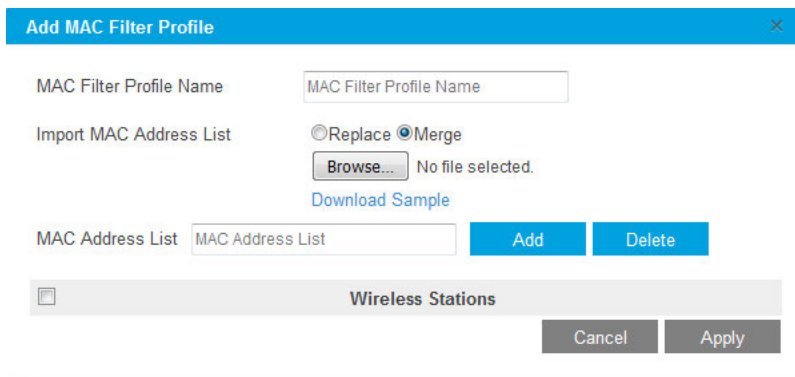 Add MAC Filter Profile
MAC Filter Profile Name MAC Filter Profile Name
Import MAC Address List Replace Merge
Browse... No file selected.
Download Sample
MAC Address List MAC Address List Add Delete
Wireless Stations
Cancel Apply